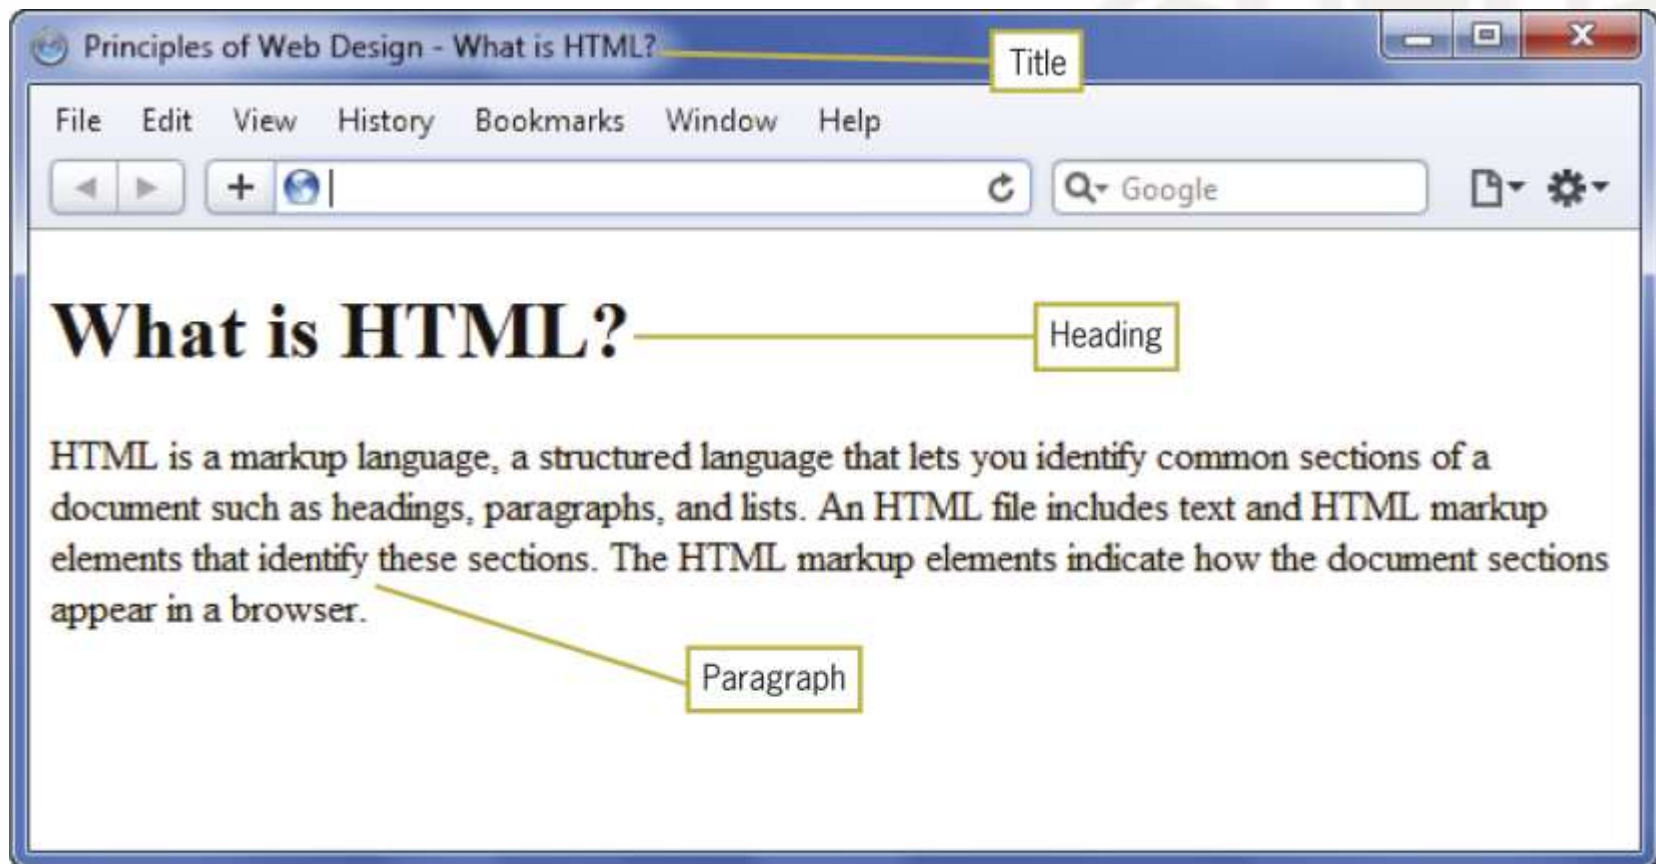 Principles of Web Design - What is HTML?
Title
File Edit View History Bookmarks Window Help
Google
What is HTML?
Heading
HTML is a markup language, a structured language that lets you identify common sections of a
document such as headings, paragraphs, and lists. An HTML file includes text and HTML markup
elements that identify these sections. The HTML markup elements indicate how the document sections
appear in a browser.
Paragraph